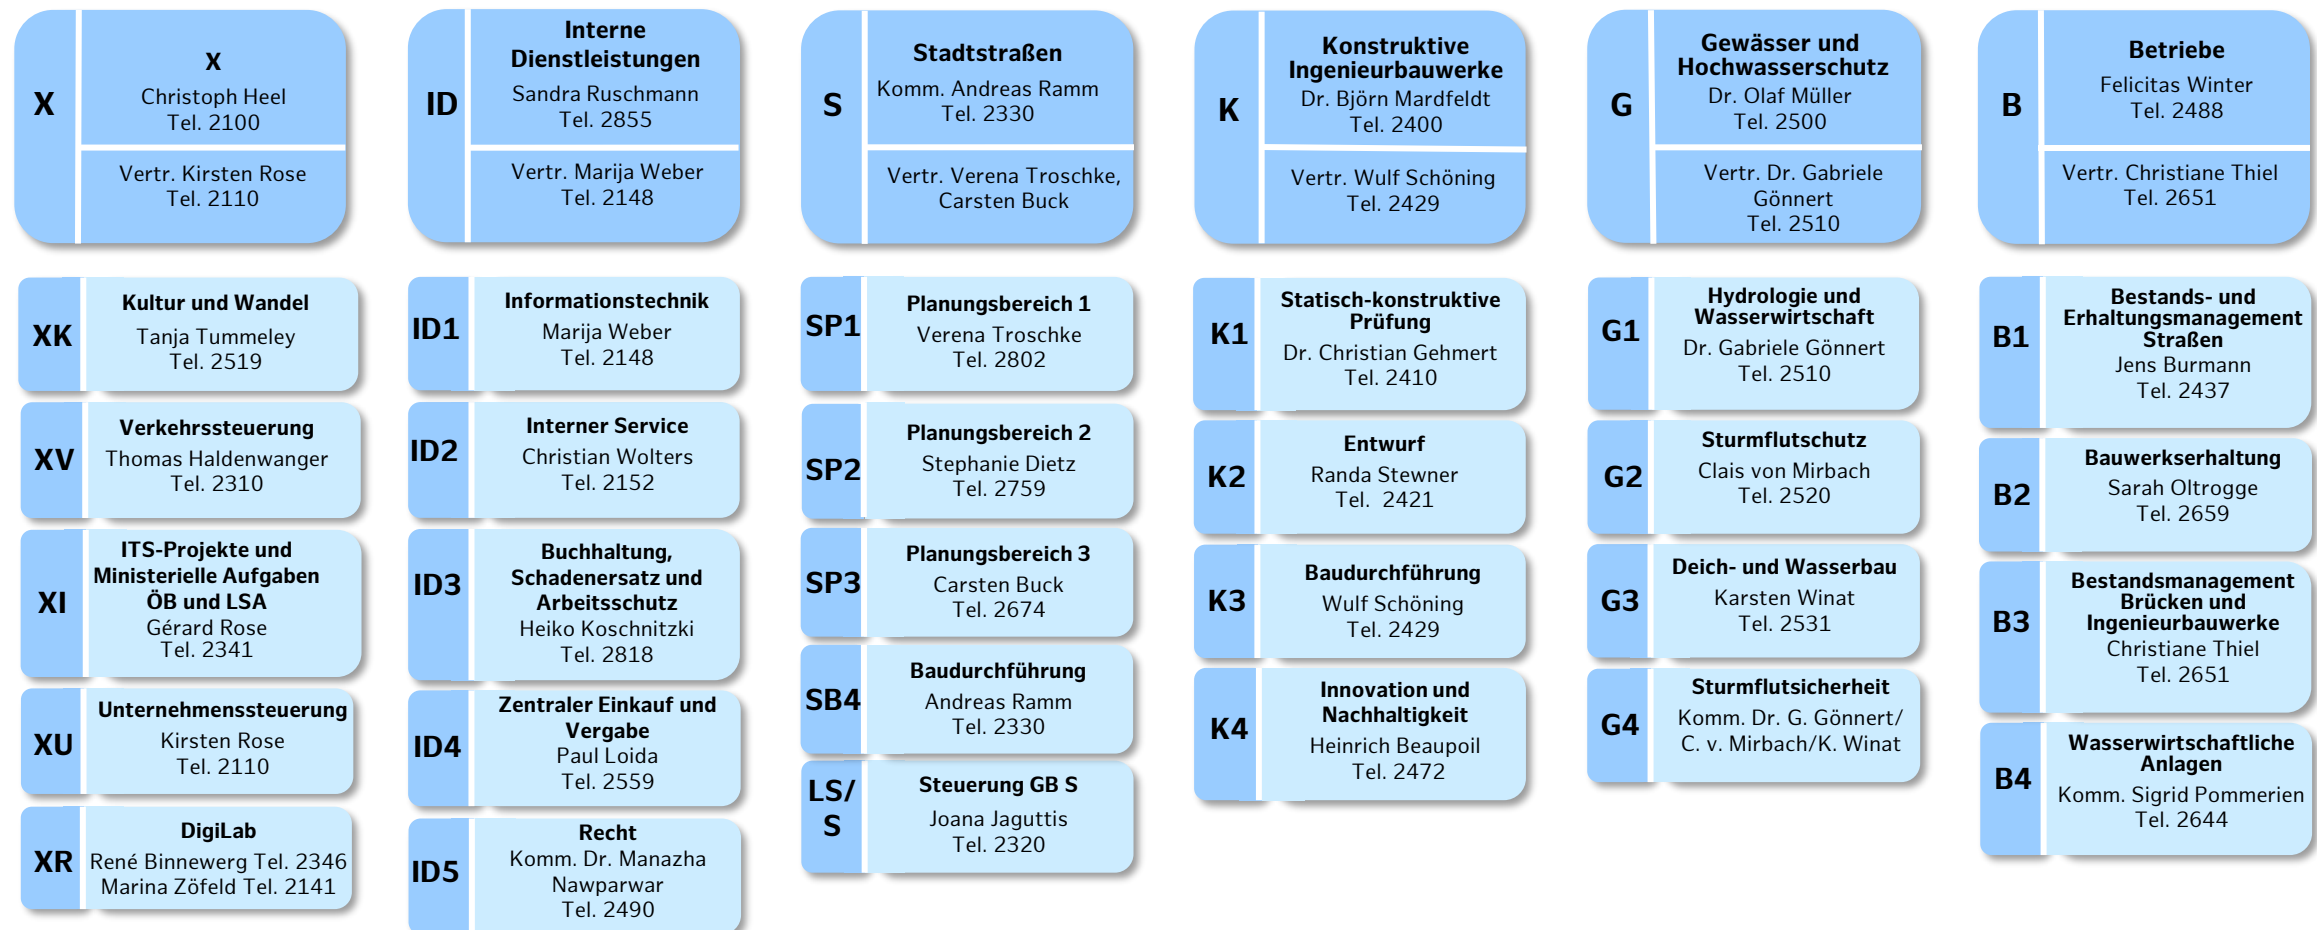 X
X
Christoph Heel
Tel. 2100
Vertr. Kirsten Rose
Tel. 2110
XK
Kultur und Wandel
Tanja Tummeley
Tel. 2519
XV
Verkehrssteuerung
Thomas Haldenwanger
Tel. 2310
XI
ITS-Projekte und
Ministerielle Aufgaben
ÖB und LSA
Gérard Rose
Tel. 2341
XU
Unternehmenssteuerung
Kirsten Rose
Tel. 2110
XR
DigiLab
René Binnewerg Tel. 2346
Marina Zöfeld Tel. 2141
ID
Interne
Dienstleistungen
Sandra Ruschmann
Tel. 2855
Vertr. Marija Weber
Tel. 2148
ID1
Informationstechnik
Marija Weber
Tel. 2148
ID2
Interner Service
Christian Wolters
Tel. 2152
ID3
Buchhaltung,
Schadenersatz und
Arbeitsschutz
Heiko Koschnitzki
Tel. 2818
ID4
Zentraler Einkauf und
Vergabe
Paul Loida
Tel. 2559
ID5
Recht
Komm. Dr. Manazha
Nawparwar
Tel. 2490
S
Stadtstraßen
Komm. Andreas Ramm
Tel. 2330
Vertr. Verena Troschke,
Carsten Buck
SP1
Planungsbereich 1
Verena Troschke
Tel. 2802
SP2
Planungsbereich 2
Stephanie Dietz
Tel. 2759
SP3
Planungsbereich 3
Carsten Buck
Tel. 2674
SB4
Baudurchführung
Andreas Ramm
Tel. 2330
LS/
S
Steuerung GB S
Joana Jaguttis
Tel. 2320
K
Konstruktive
Ingenieurbauwerke
Dr. Björn Mardfeldt
Tel. 2400
Vertr. Wulf Schöning
Tel. 2429
K1
Statisch-konstruktive
Prüfung
Dr. Christian Gehmert
Tel. 2410
K2
Entwurf
Randa Stewner
Tel. 2421
K3
Baudurchführung
Wulf Schöning
Tel. 2429
K4
Innovation und
Nachhaltigkeit
Heinrich Beaupoil
Tel. 2472
G
Gewässer und
Hochwasserschutz
Dr. Olaf Müller
Tel. 2500
Vertr. Dr. Gabriele
Gönnert
Tel. 2510
G1
Hydrologie und
Wasserwirtschaft
Dr. Gabriele Gönnert
Tel. 2510
G2
Sturmflutschutz
Clais von Mirbach
Tel. 2520
G3
Deich- und Wasserbau
Karsten Winat
Tel. 2531
G4
Sturmflutsicherheit
Komm. Dr. G. Gönnert/
C. v. Mirbach/K. Winat
B
Betriebe
Felicitas Winter
Tel. 2488
Vertr. Christiane Thiel
Tel. 2651
B1
Bestands- und
Erhaltungsmanagement
Straßen
Jens Burmann
Tel. 2437
B2
Bauwerkserhaltung
Sarah Oltrogge
Tel. 2659
B3
Bestandsmanagement
Brücken und
Ingenieurbauwerke
Christiane Thiel
Tel. 2651
B4
Wasserwirtschaftliche
Anlagen
Komm. Sigrid Pommerien
Tel. 2644